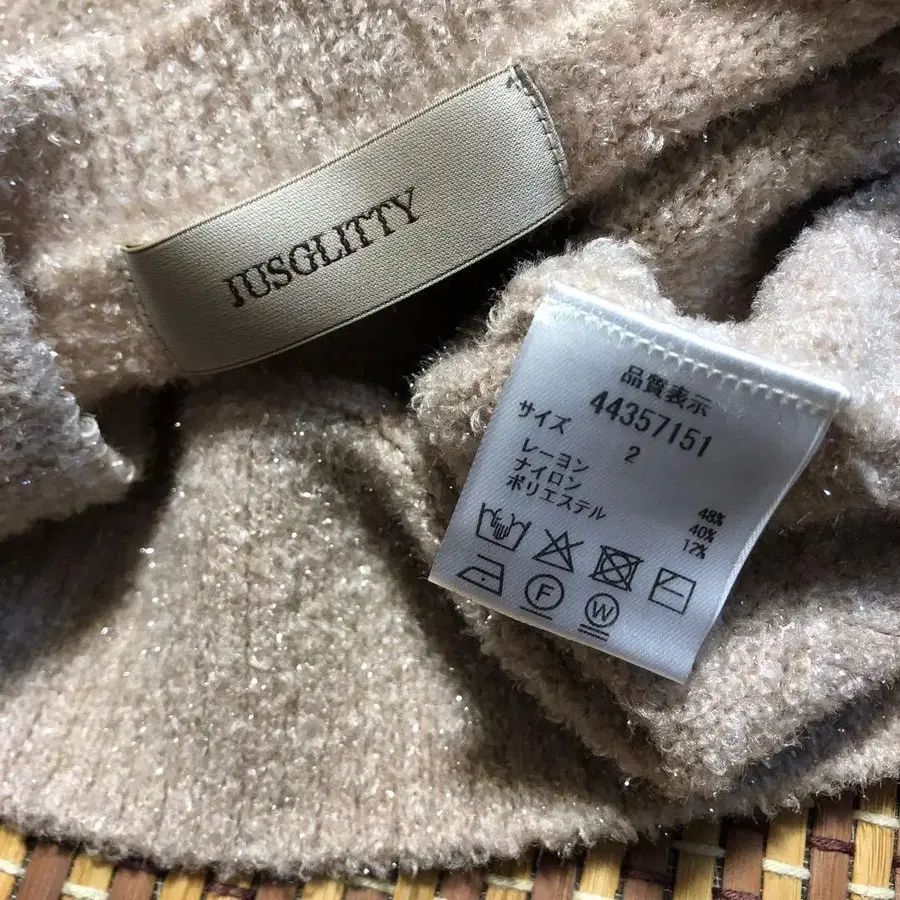 JUSGLITTY
品質表示
44357151
サイズ 2
レーヨン 48%
ナイロン 40%
ポリエステル 12%
F
W